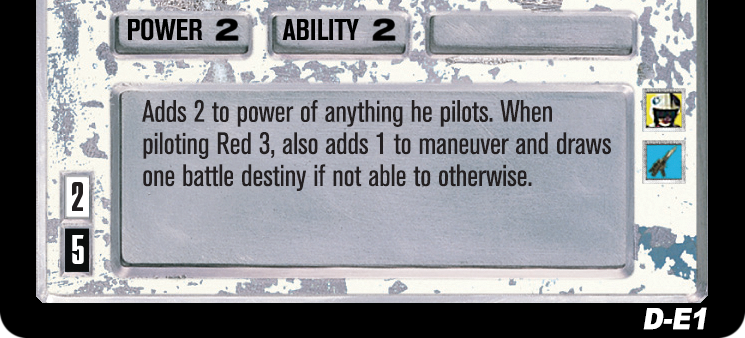 POWER 2 ABILITY 2
Adds 2 to power of anything he pilots. When
piloting Red 3, also adds 1 to maneuver and draws
one battle destiny if not able to otherwise.
2
5
D-E1